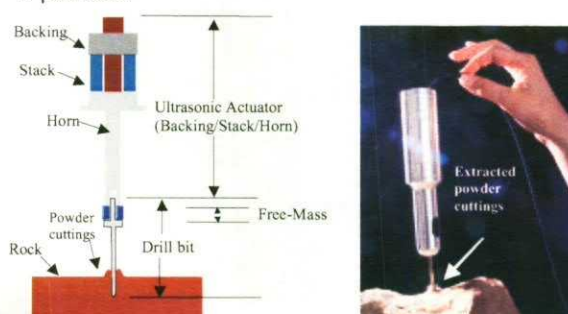 Backing
Stack
Horn
Ultrasonic Actuator
(Backing/Stack/Horn)
Powder
cuttings
Free-Mass
Drill bit
Rock
Extracted
powder
cuttings